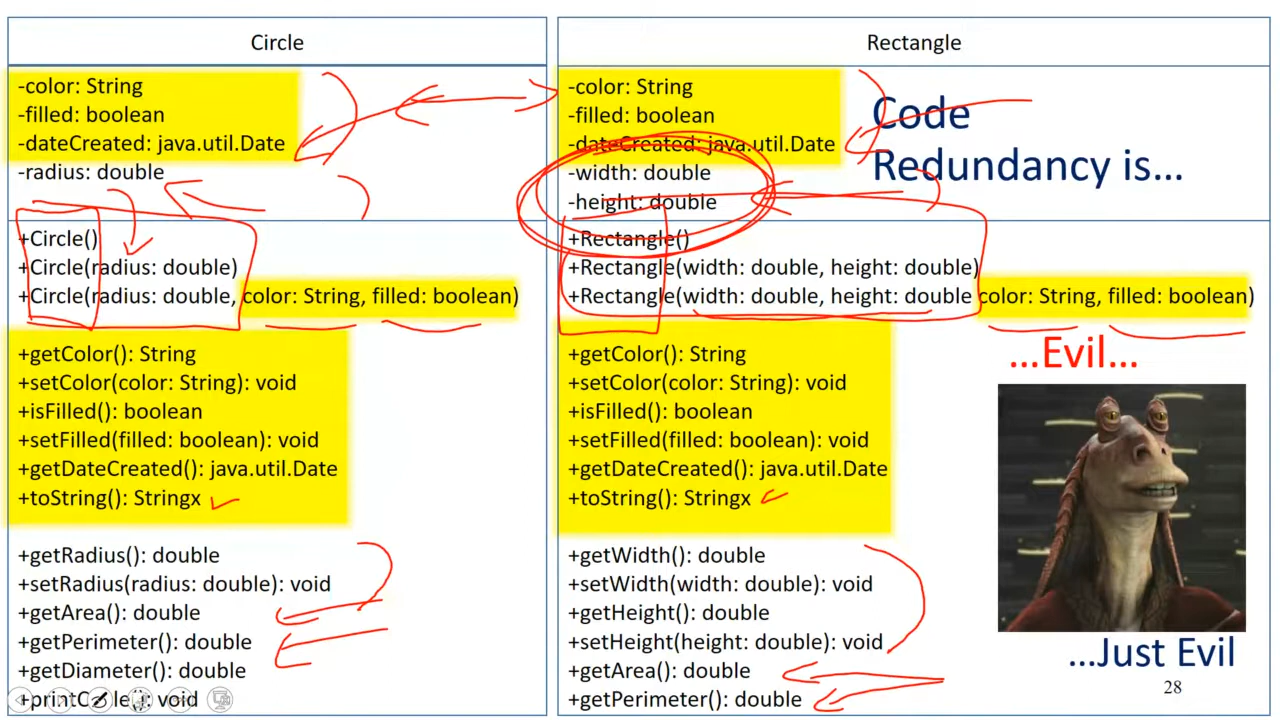 Circle
-color: String
-filled: boolean
-dateCreated: java.util.Date
-radius: double
+Circle()
+Circle(radius: double)
+Circle(radius: double, color: String, filled: boolean)
+getColor(): String
+setColor(color: String): void
+isFilled(): boolean
+setFilled(filled: boolean): void
+getDateCreated(): java.util.Date
+toString(): Stringx
+getRadius(): double
+setRadius(radius: double): void
+getArea(): double
+getPerimeter(): double
+getDiameter(): double
void
Rectangle
-color: String
-filled: boolean
-dateCreated: java.util.Date
-width: double
-height: double
+Rectangle()
+Rectangle(width: double, height: double)
+Rectangle(width: double, height: double color: String, filled: boolean)
+getColor(): String
+setColor(color: String): void
+isFilled(): boolean
+setFilled(filled: boolean): void
+getDateCreated(): java.util.Date
+toString(): Stringx
+getWidth(): double
+setWidth(width: double): void
+getHeight(): double
+setHeight(height: double): void
+getArea(): double
+getPerimeter(): double
Code
Redundancy is...
...Evil...
...Just Evil
28